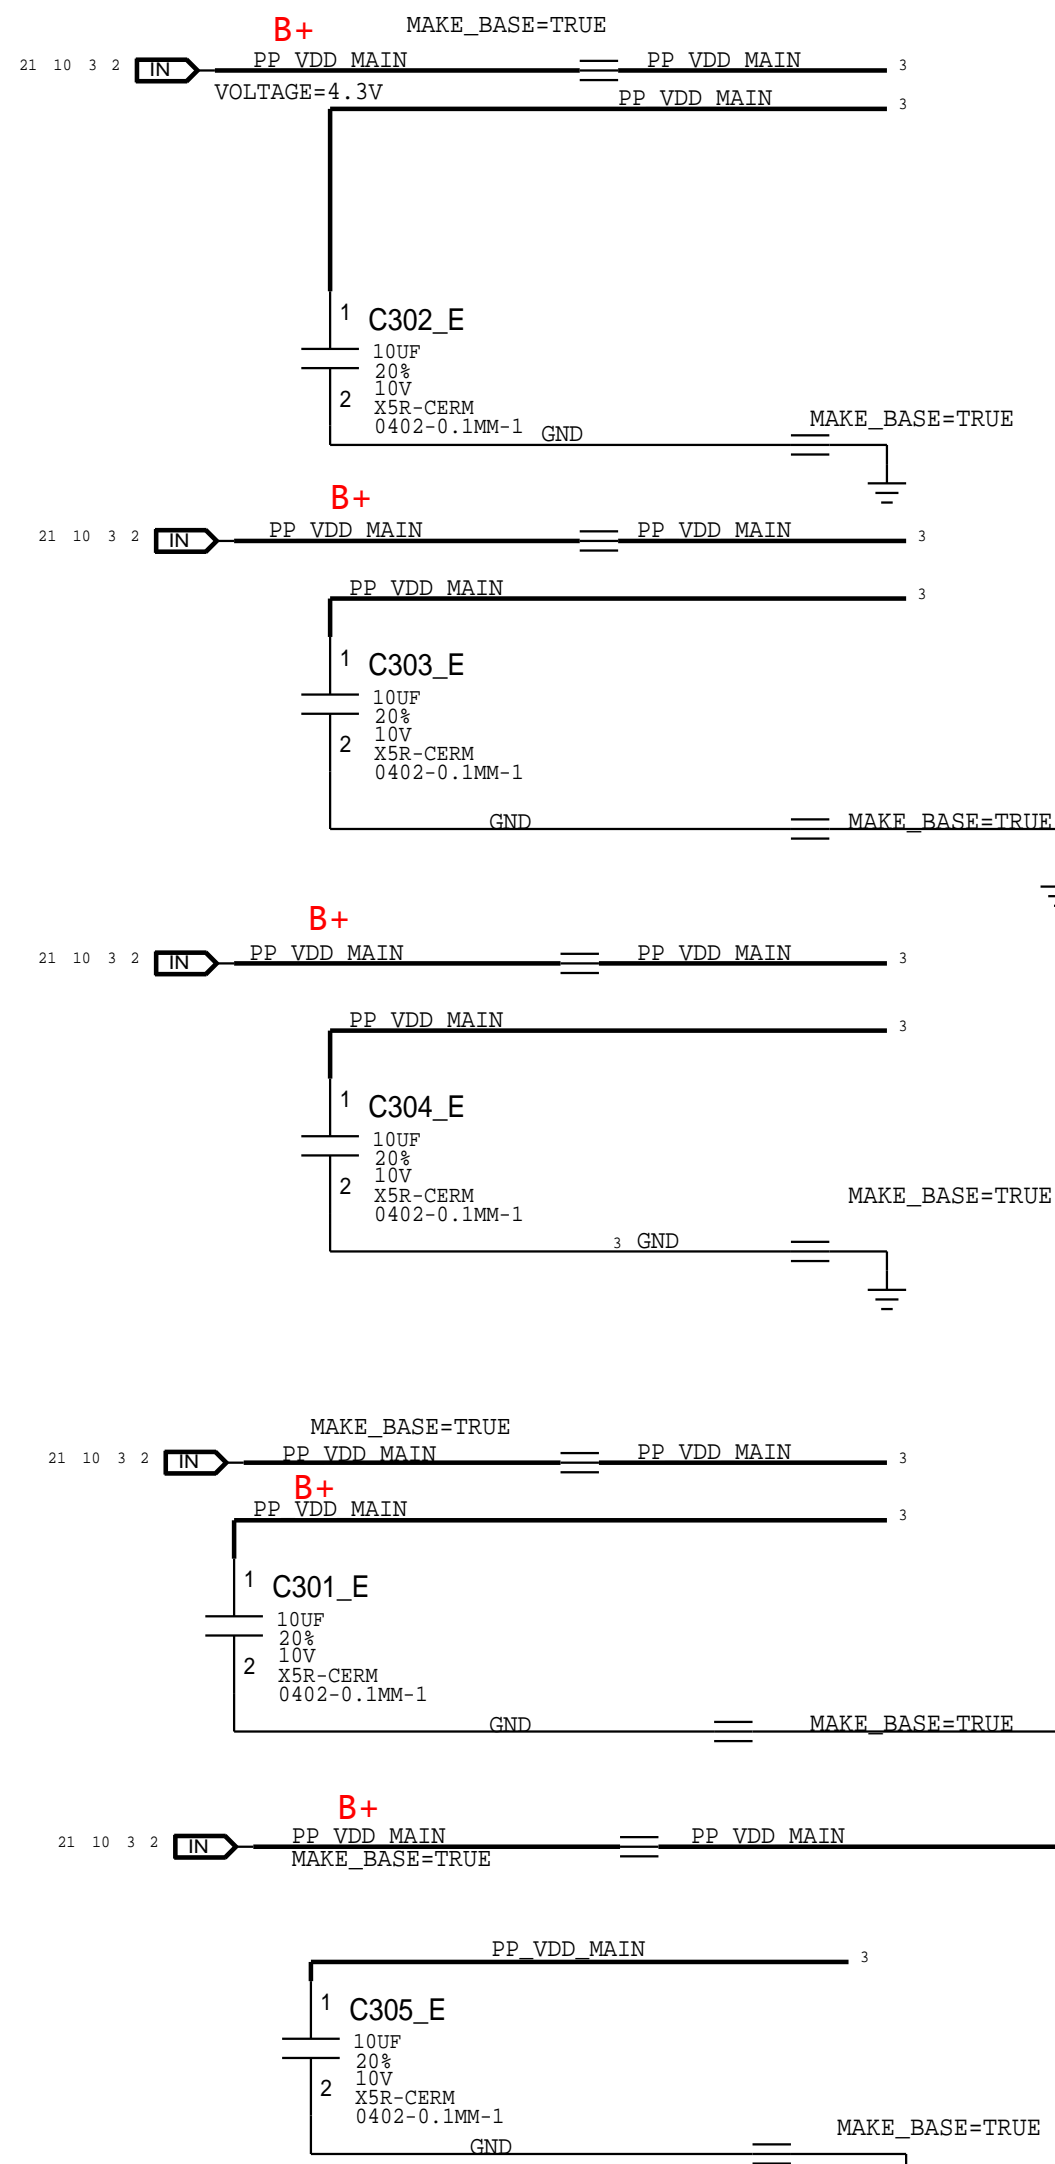 B+ MAKE_BASE=TRUE
21 10 3 2 IN PP_VDD_MAIN PP_VDD_MAIN 3
VOLTAGE=4.3V PP_VDD_MAIN 3
1 C302_E
10UF
20%
10V
2 X5R-CERM
0402-0.1MM-1 GND MAKE_BASE=TRUE
B+
21 10 3 2 IN PP_VDD_MAIN PP_VDD_MAIN 3
PP_VDD_MAIN 3
1 C303_E
10UF
20%
10V
2 X5R-CERM
0402-0.1MM-1
GND MAKE_BASE=TRUE
B+
21 10 3 2 IN PP_VDD_MAIN PP_VDD_MAIN 3
PP_VDD_MAIN 3
1 C304_E
10UF
20%
10V
2 X5R-CERM MAKE_BASE=TRUE
0402-0.1MM-1
3 GND
MAKE_BASE=TRUE
21 10 3 2 IN PP_VDD_MAIN PP_VDD_MAIN 3
B+
PP_VDD_MAIN 3
1 C301_E
10UF
20%
10V
2 X5R-CERM
0402-0.1MM-1
GND MAKE_BASE=TRUE
B+
21 10 3 2 IN PP_VDD_MAIN PP_VDD_MAIN
MAKE_BASE=TRUE
PP_VDD_MAIN 3
1 C305_E
10UF
20%
10V
2 X5R-CERM
0402-0.1MM-1 MAKE_BASE=TRUE
GND